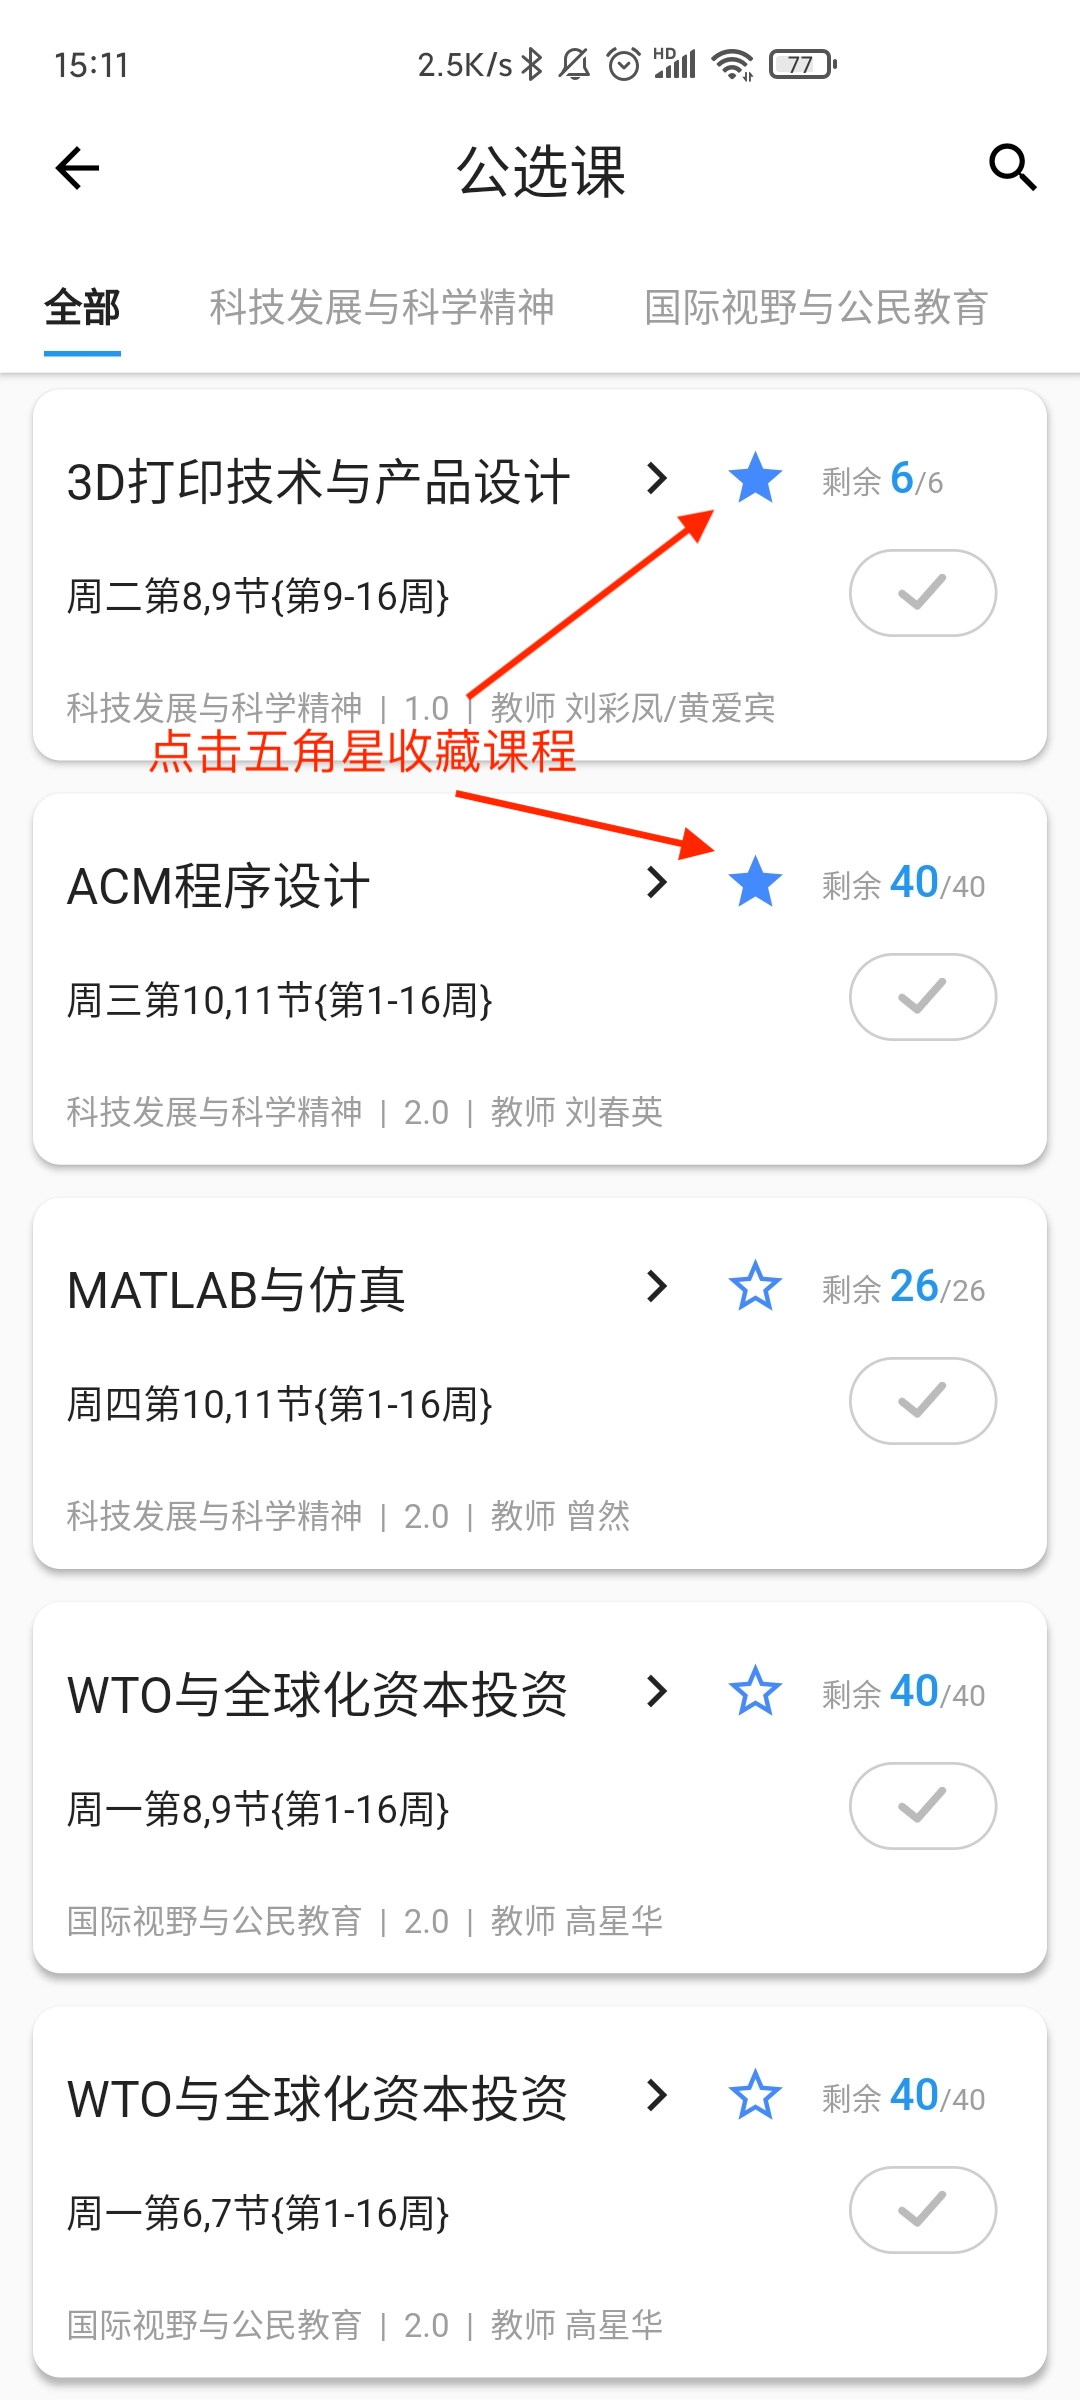 15:11 2.5K/s HD 77
公选课
全部 科技发展与科学精神 国际视野与公民教育
3D打印技术与产品设计 剩余 6/6
周二第8,9节{第9-16周}
科技发展与科学精神 | 1.0 | 教师 刘彩凤/黄爱宾
点击五角星收藏课程
ACM程序设计 剩余 40/40
周三第10,11节{第1-16周}
科技发展与科学精神 | 2.0 | 教师 刘春英
MATLAB与仿真 剩余 26/26
周四第10,11节{第1-16周}
科技发展与科学精神 | 2.0 | 教师 曾然
WTO与全球化资本投资 剩余 40/40
周一第8,9节{第1-16周}
国际视野与公民教育 | 2.0 | 教师 高星华
WTO与全球化资本投资 剩余 40/40
周一第6,7节{第1-16周}
国际视野与公民教育 | 2.0 | 教师 高星华